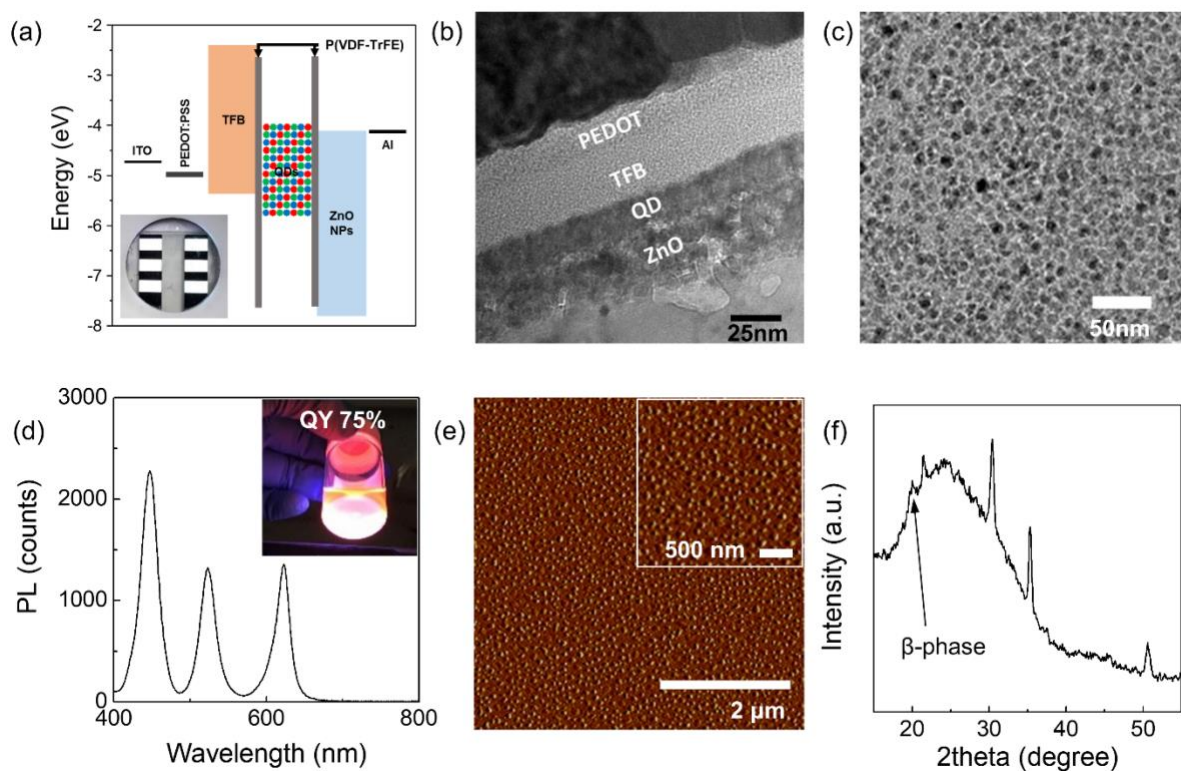 (a)
-2
-3
-4
-5
-6
-7
-8
Energy (eV)
ITO
PEDOT:PSS
TFB
P(VDF-TrFE)
QDs
ZnO
NPs
Al
(b)
PEDOT
TFB
QD
ZnO
25nm
(c)
50nm
(d)
3000
2000
1000
0
PL (counts)
400
600
800
Wavelength (nm)
QY 75%
(e)
500 nm
2 μm
(f)
Intensity (a.u.)
β-phase
20
30
40
50
2theta (degree)